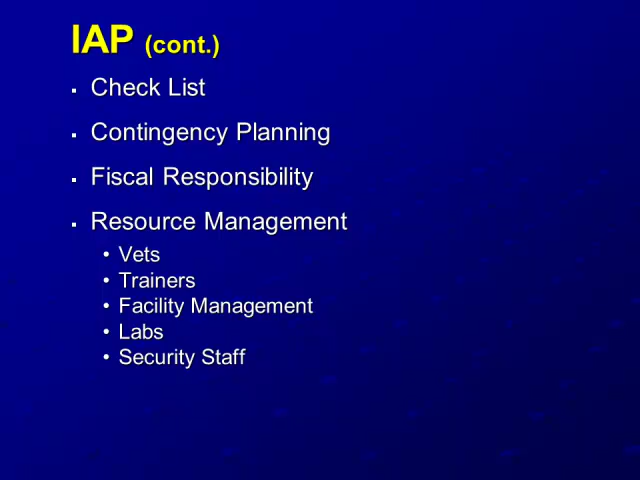 IAP (cont.)
▪ Check List
▪ Contingency Planning
▪ Fiscal Responsibility
▪ Resource Management
• Vets
• Trainers
• Facility Management
• Labs
• Security Staff